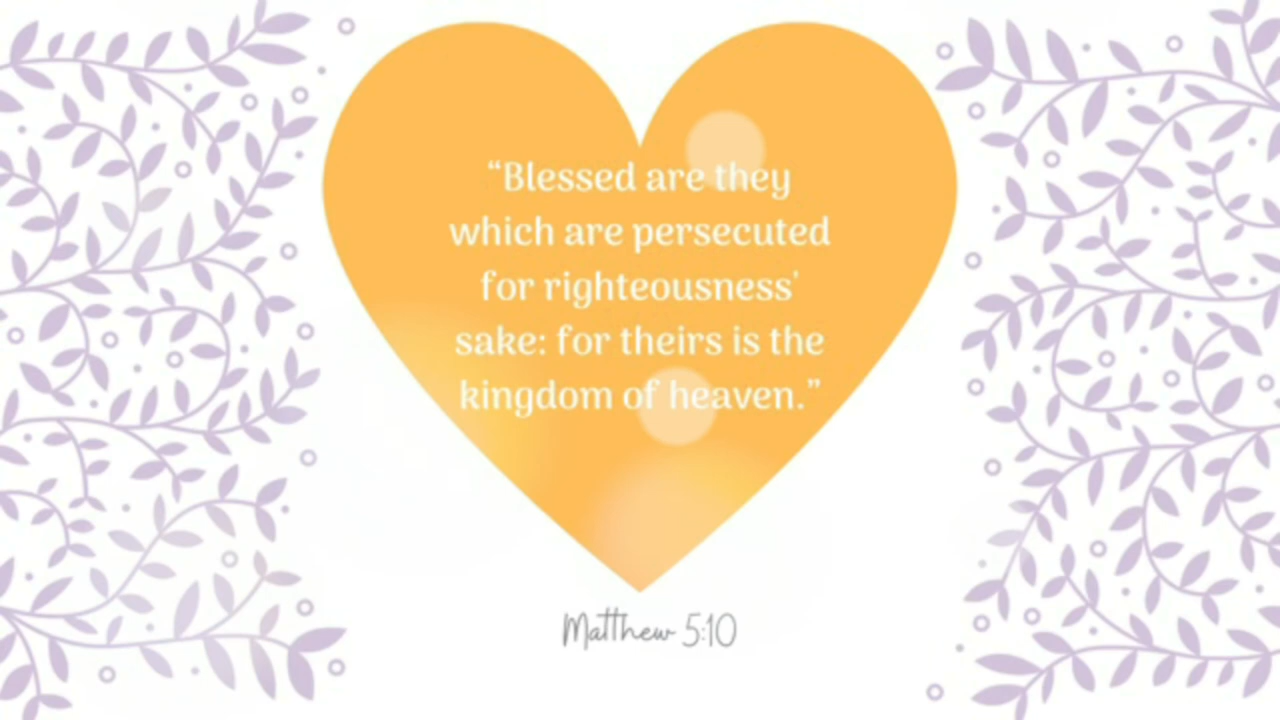 “Blessed are they
which are persecuted
for righteousness'
sake: for theirs is the
kingdom of heaven.”
Matthew 5:10